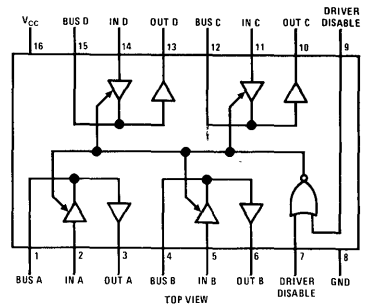 DRIVER
BUS D IN D OUT D BUS C IN C OUT C DISABLE
VCC
16 15 14 13 12 11 10 9
1 2 3 4 5 6 7 8
BUS A IN A OUT A BUS B IN B OUT B DRIVER GND
DISABLE
TOP VIEW